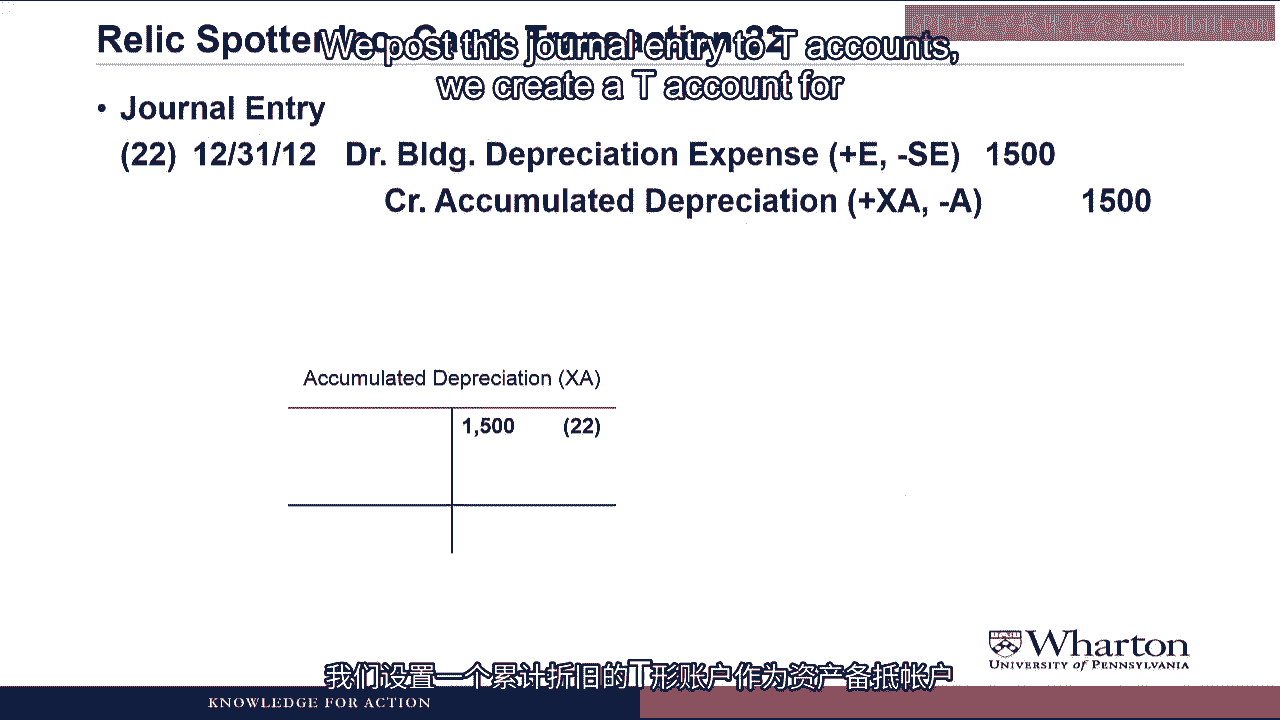 Relic Spotter Inc. Case: Transaction 22
We post this journal entry to T accounts,
we create a T account for
• Journal Entry
(22) 12/31/12 Dr. Bldg. Depreciation Expense (+E, -SE) 1500
Cr. Accumulated Depreciation (+XA, -A) 1500
Accumulated Depreciation (XA)
1,500 (22)
Wharton
UNIVERSITY of PENNSYLVANIA
我们设置一个累计折旧的T形账户作为资产备抵帐户
KNOWLEDGE FOR ACTION